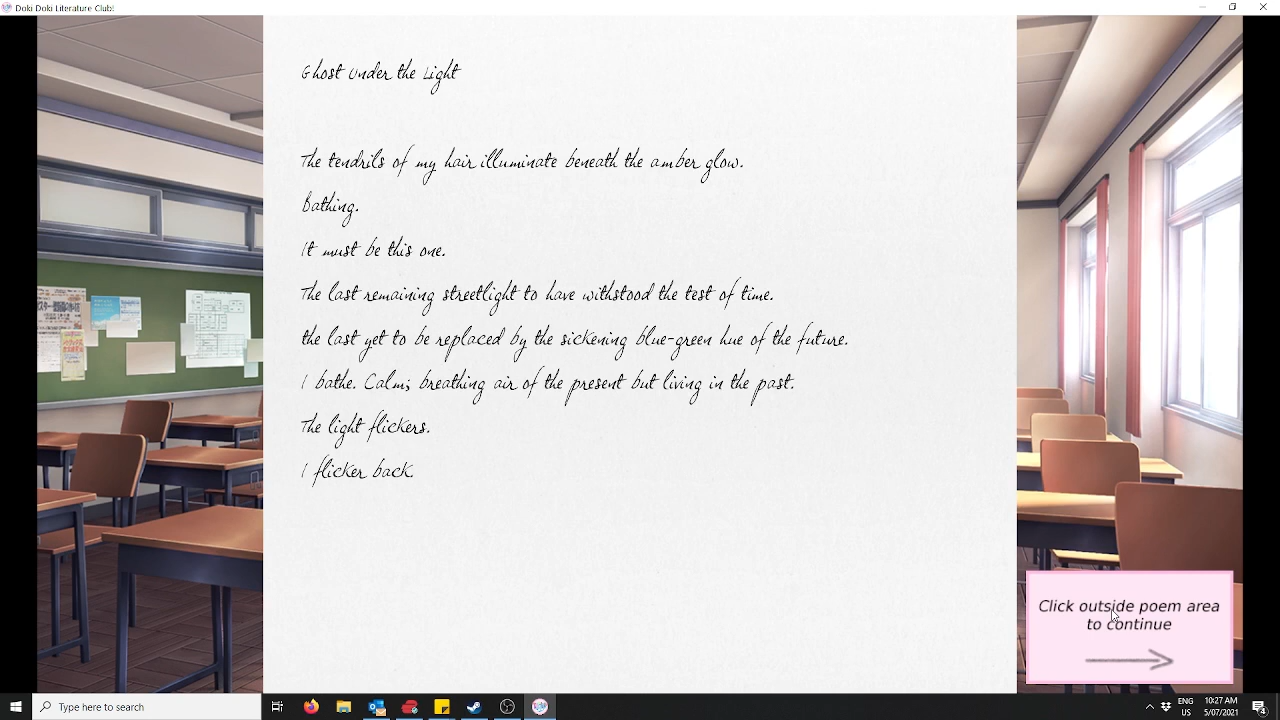 Doki Doki Literature Club!
Ghost Under the Light
The tendrils of my hair illuminate beneath the amber glow.
Bathing.
It must be this one.
The last remaining streetlight to have withstood the test of time.
the last yet to be replaced by the sickening blue-green hue of the future.
I bathe. Calm; breathing air of the present but living in the past.
The light flickers.
I flicker back.
Click outside poem area
to continue
Type here to search
ENG
US
10:27 AM
5/07/2021